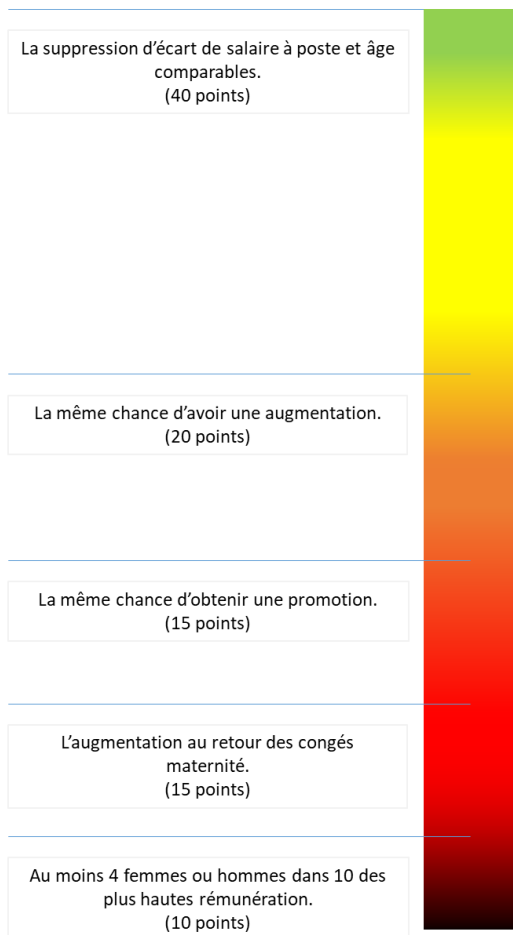 La suppression d’écart de salaire à poste et âge
comparables.
(40 points)
La même chance d’avoir une augmentation.
(20 points)
La même chance d’obtenir une promotion.
(15 points)
L’augmentation au retour des congés
maternité.
(15 points)
Au moins 4 femmes ou hommes dans 10 des
plus hautes rémunération.
(10 points)